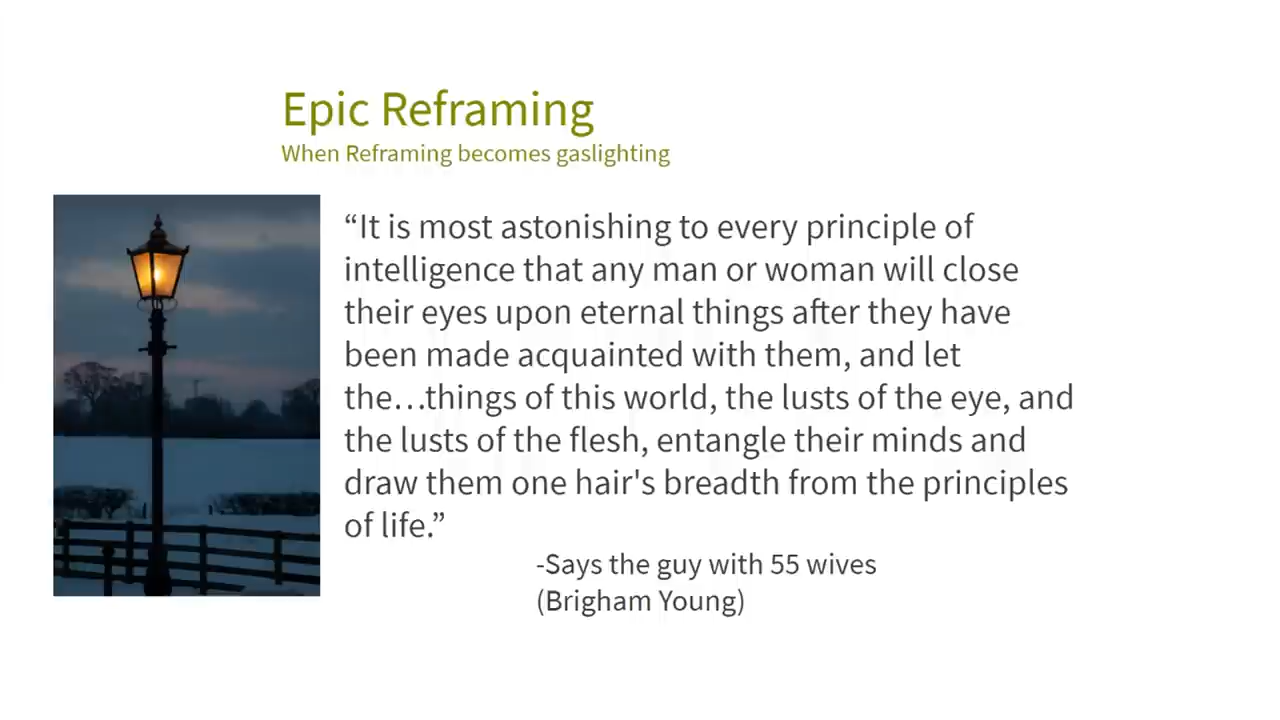 Epic Reframing
When Reframing becomes gaslighting
“It is most astonishing to every principle of
intelligence that any man or woman will close
their eyes upon eternal things after they have
been made acquainted with them, and let
the…things of this world, the lusts of the eye, and
the lusts of the flesh, entangle their minds and
draw them one hair's breadth from the principles
of life.”
-Says the guy with 55 wives
(Brigham Young)